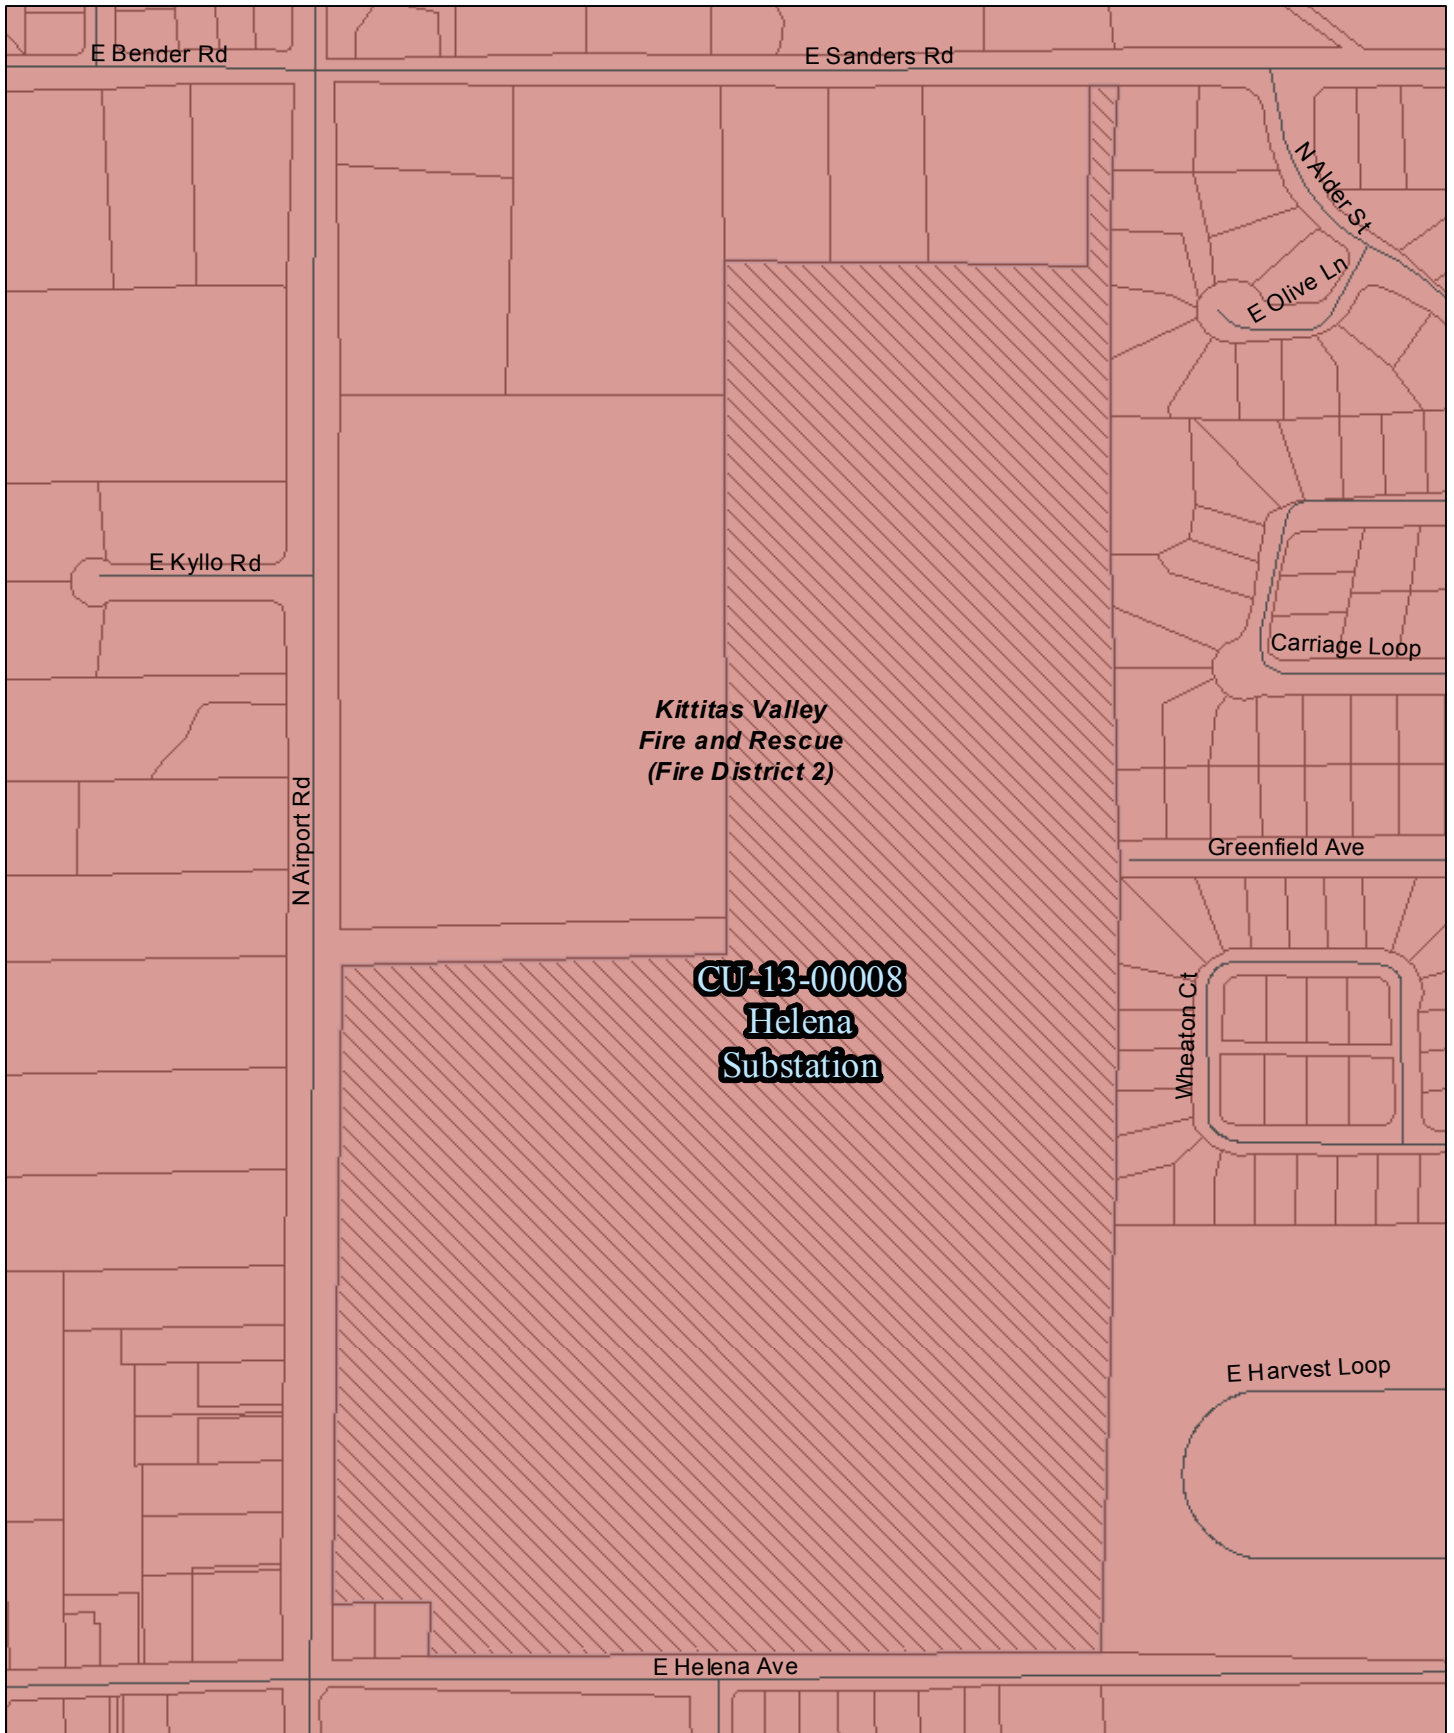 E Bender Rd
E Sanders Rd
N Alder St
E Olive Ln
E Kyllo Rd
Carriage Loop
Kittitas Valley
Fire and Rescue
(Fire District 2)
N Airport Rd
Greenfield Ave
CU-13-00008
Helena
Substation
Wheaton Ct
E Harvest Loop
E Helena Ave